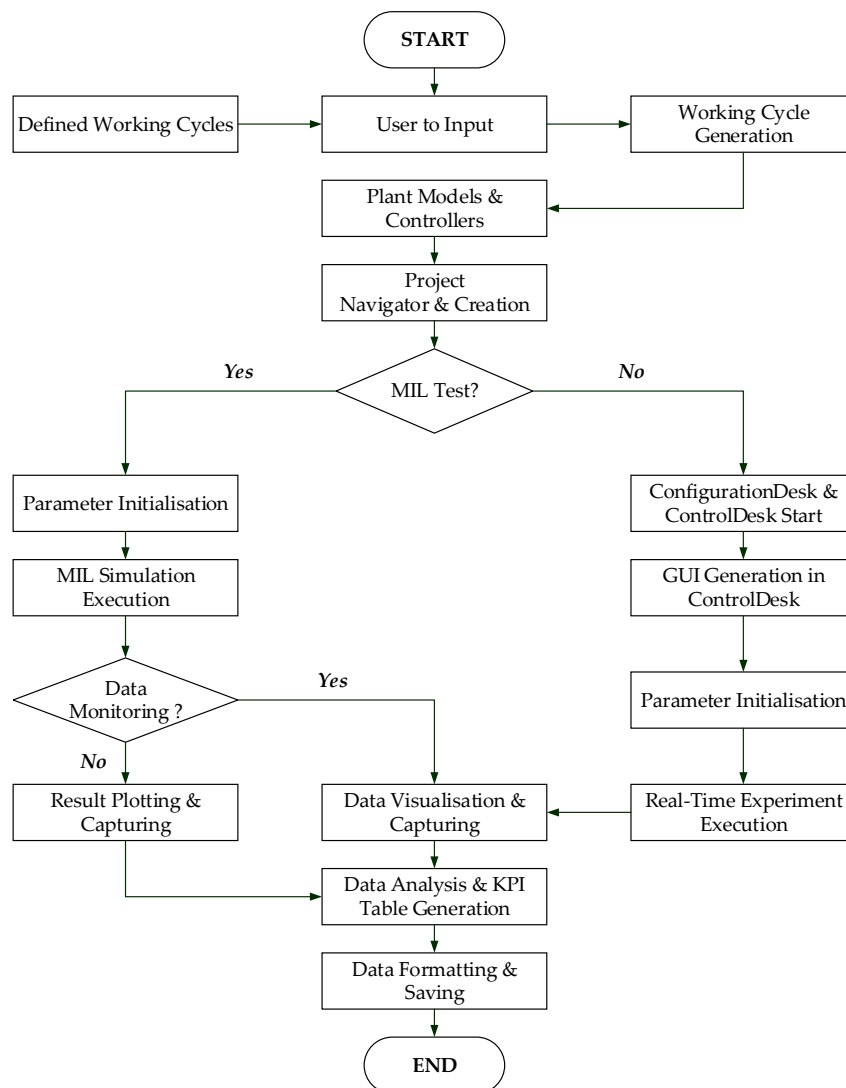 START
Defined Working Cycles
User to Input
Working Cycle
Generation
Plant Models &
Controllers
Project
Navigator & Creation
MIL Test?
Yes
No
Parameter Initialisation
ConfigurationDesk &
ControlDesk Start
MIL Simulation
Execution
GUI Generation in
ControlDesk
Data
Monitoring ?
Yes
No
Parameter Initialisation
Result Plotting &
Capturing
Data Visualisation &
Capturing
Real-Time Experiment
Execution
Data Analysis & KPI
Table Generation
Data Formatting &
Saving
END